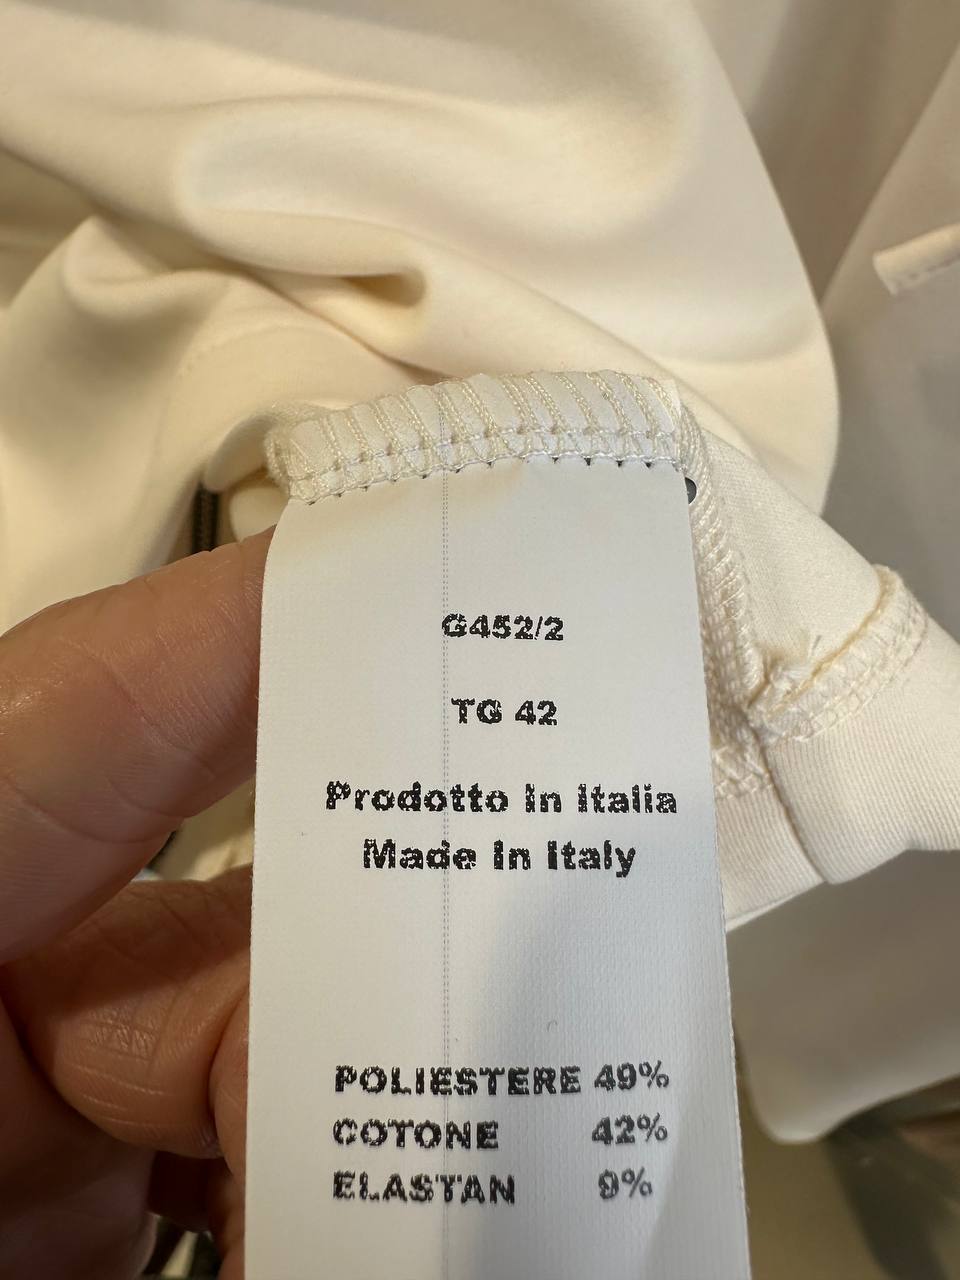 G452/2
TG 42
Prodotto in Italia
Made in Italy
POLIESTERE 49%
COTONE 42%
ELASTAN 9%